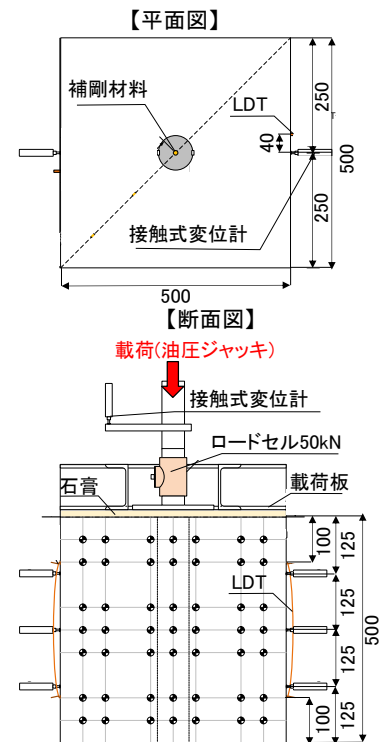 【平面図】
補剛材料
LDT
40
250
500
250
接触式変位計
500
【断面図】
載荷(油圧ジャッキ)
接触式変位計
ロードセル50kN
石膏
載荷板
LDT
100
125
125
125
100
125
500